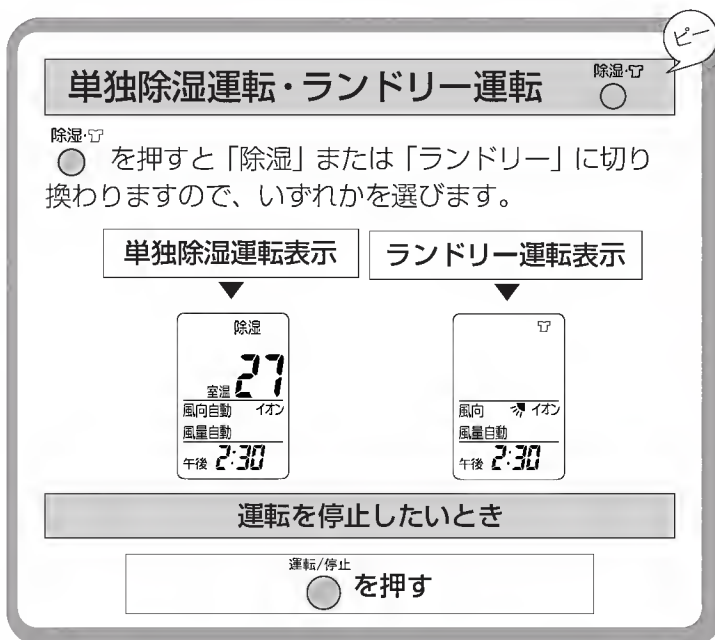 ピー
単独除湿運転・ランドリー運転 除湿・
除湿・
を押すと「除湿」または「ランドリー」に切り
換わりますので、いずれかを選びます。
単独除湿運転表示
除湿
室温 27
風向自動 イオン
風量自動
午後 2:30
ランドリー運転表示
風向 イオン
風量自動
午後 2:30
運転を停止したいとき
運転/停止
を押す